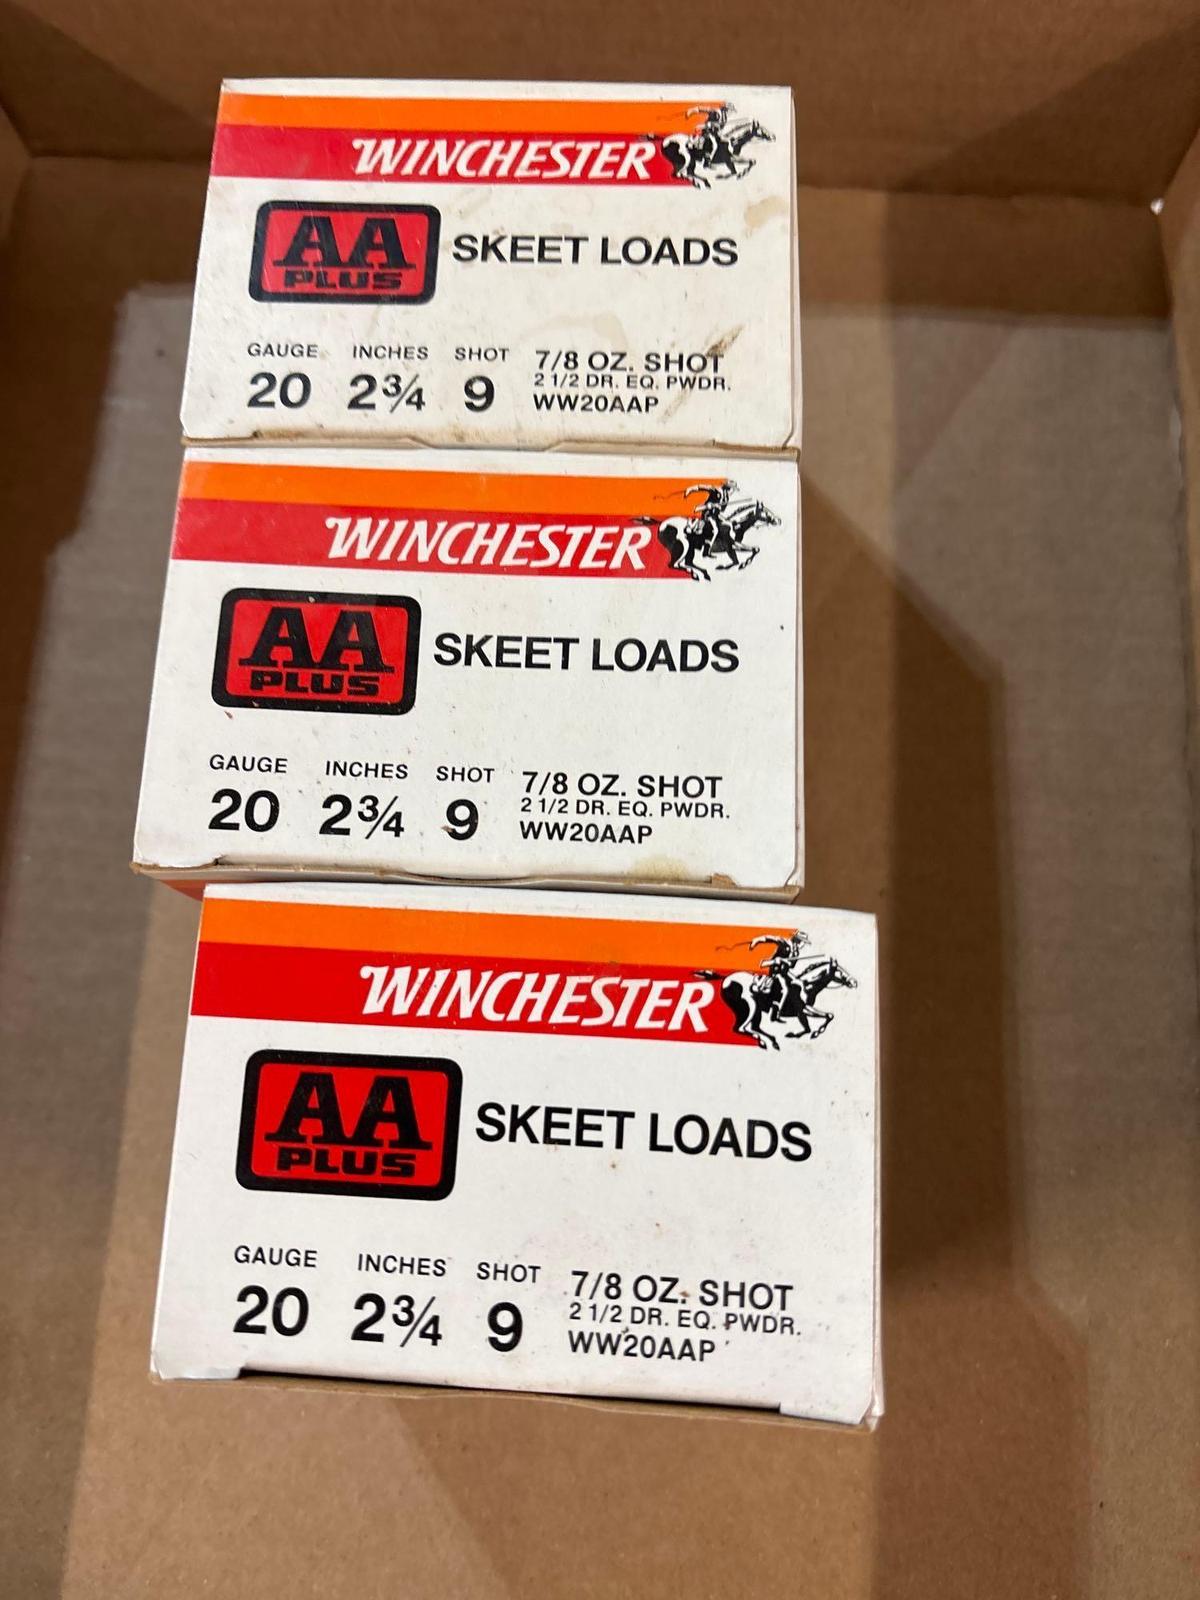 WINCHESTER
AA PLUS
SKEET LOADS
GAUGE INCHES SHOT
20 2¾ 9
7/8 OZ. SHOT
2 1/2 DR. EQ. PWDR.
WW20AAP
WINCHESTER
AA PLUS
SKEET LOADS
GAUGE INCHES SHOT
20 2¾ 9
7/8 OZ. SHOT
2 1/2 DR. EQ. PWDR.
WW20AAP
WINCHESTER
AA PLUS
SKEET LOADS
GAUGE INCHES SHOT
20 2¾ 9
7/8 OZ. SHOT
2 1/2 DR. EQ. PWDR.
WW20AAP